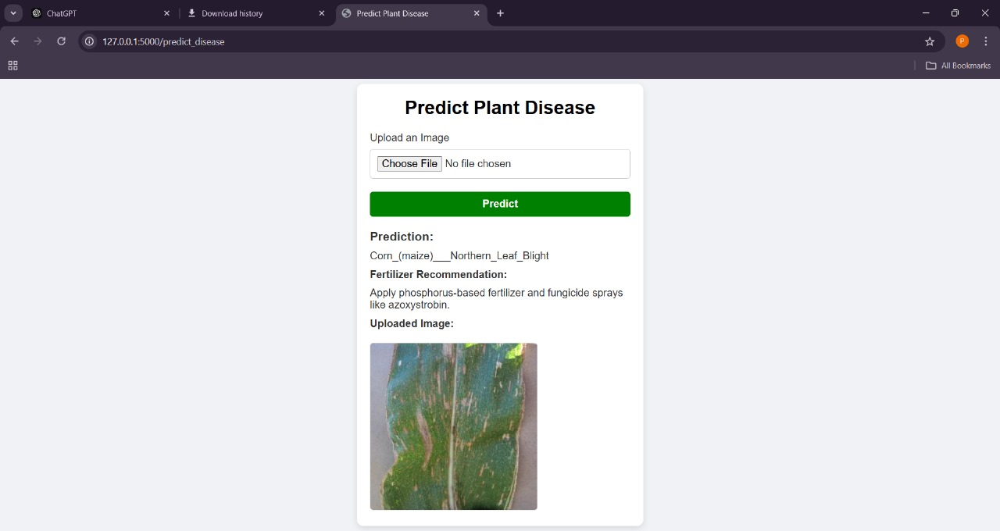 ChatGPT
Download history
Predict Plant Disease
127.0.0.1:5000/predict_disease
P
All Bookmarks
Predict Plant Disease
Upload an Image
Choose File No file chosen
Predict
Prediction:
Corn_(maize)___Northern_Leaf_Blight
Fertilizer Recommendation:
Apply phosphorus-based fertilizer and fungicide sprays
like azoxystrobin.
Uploaded Image: